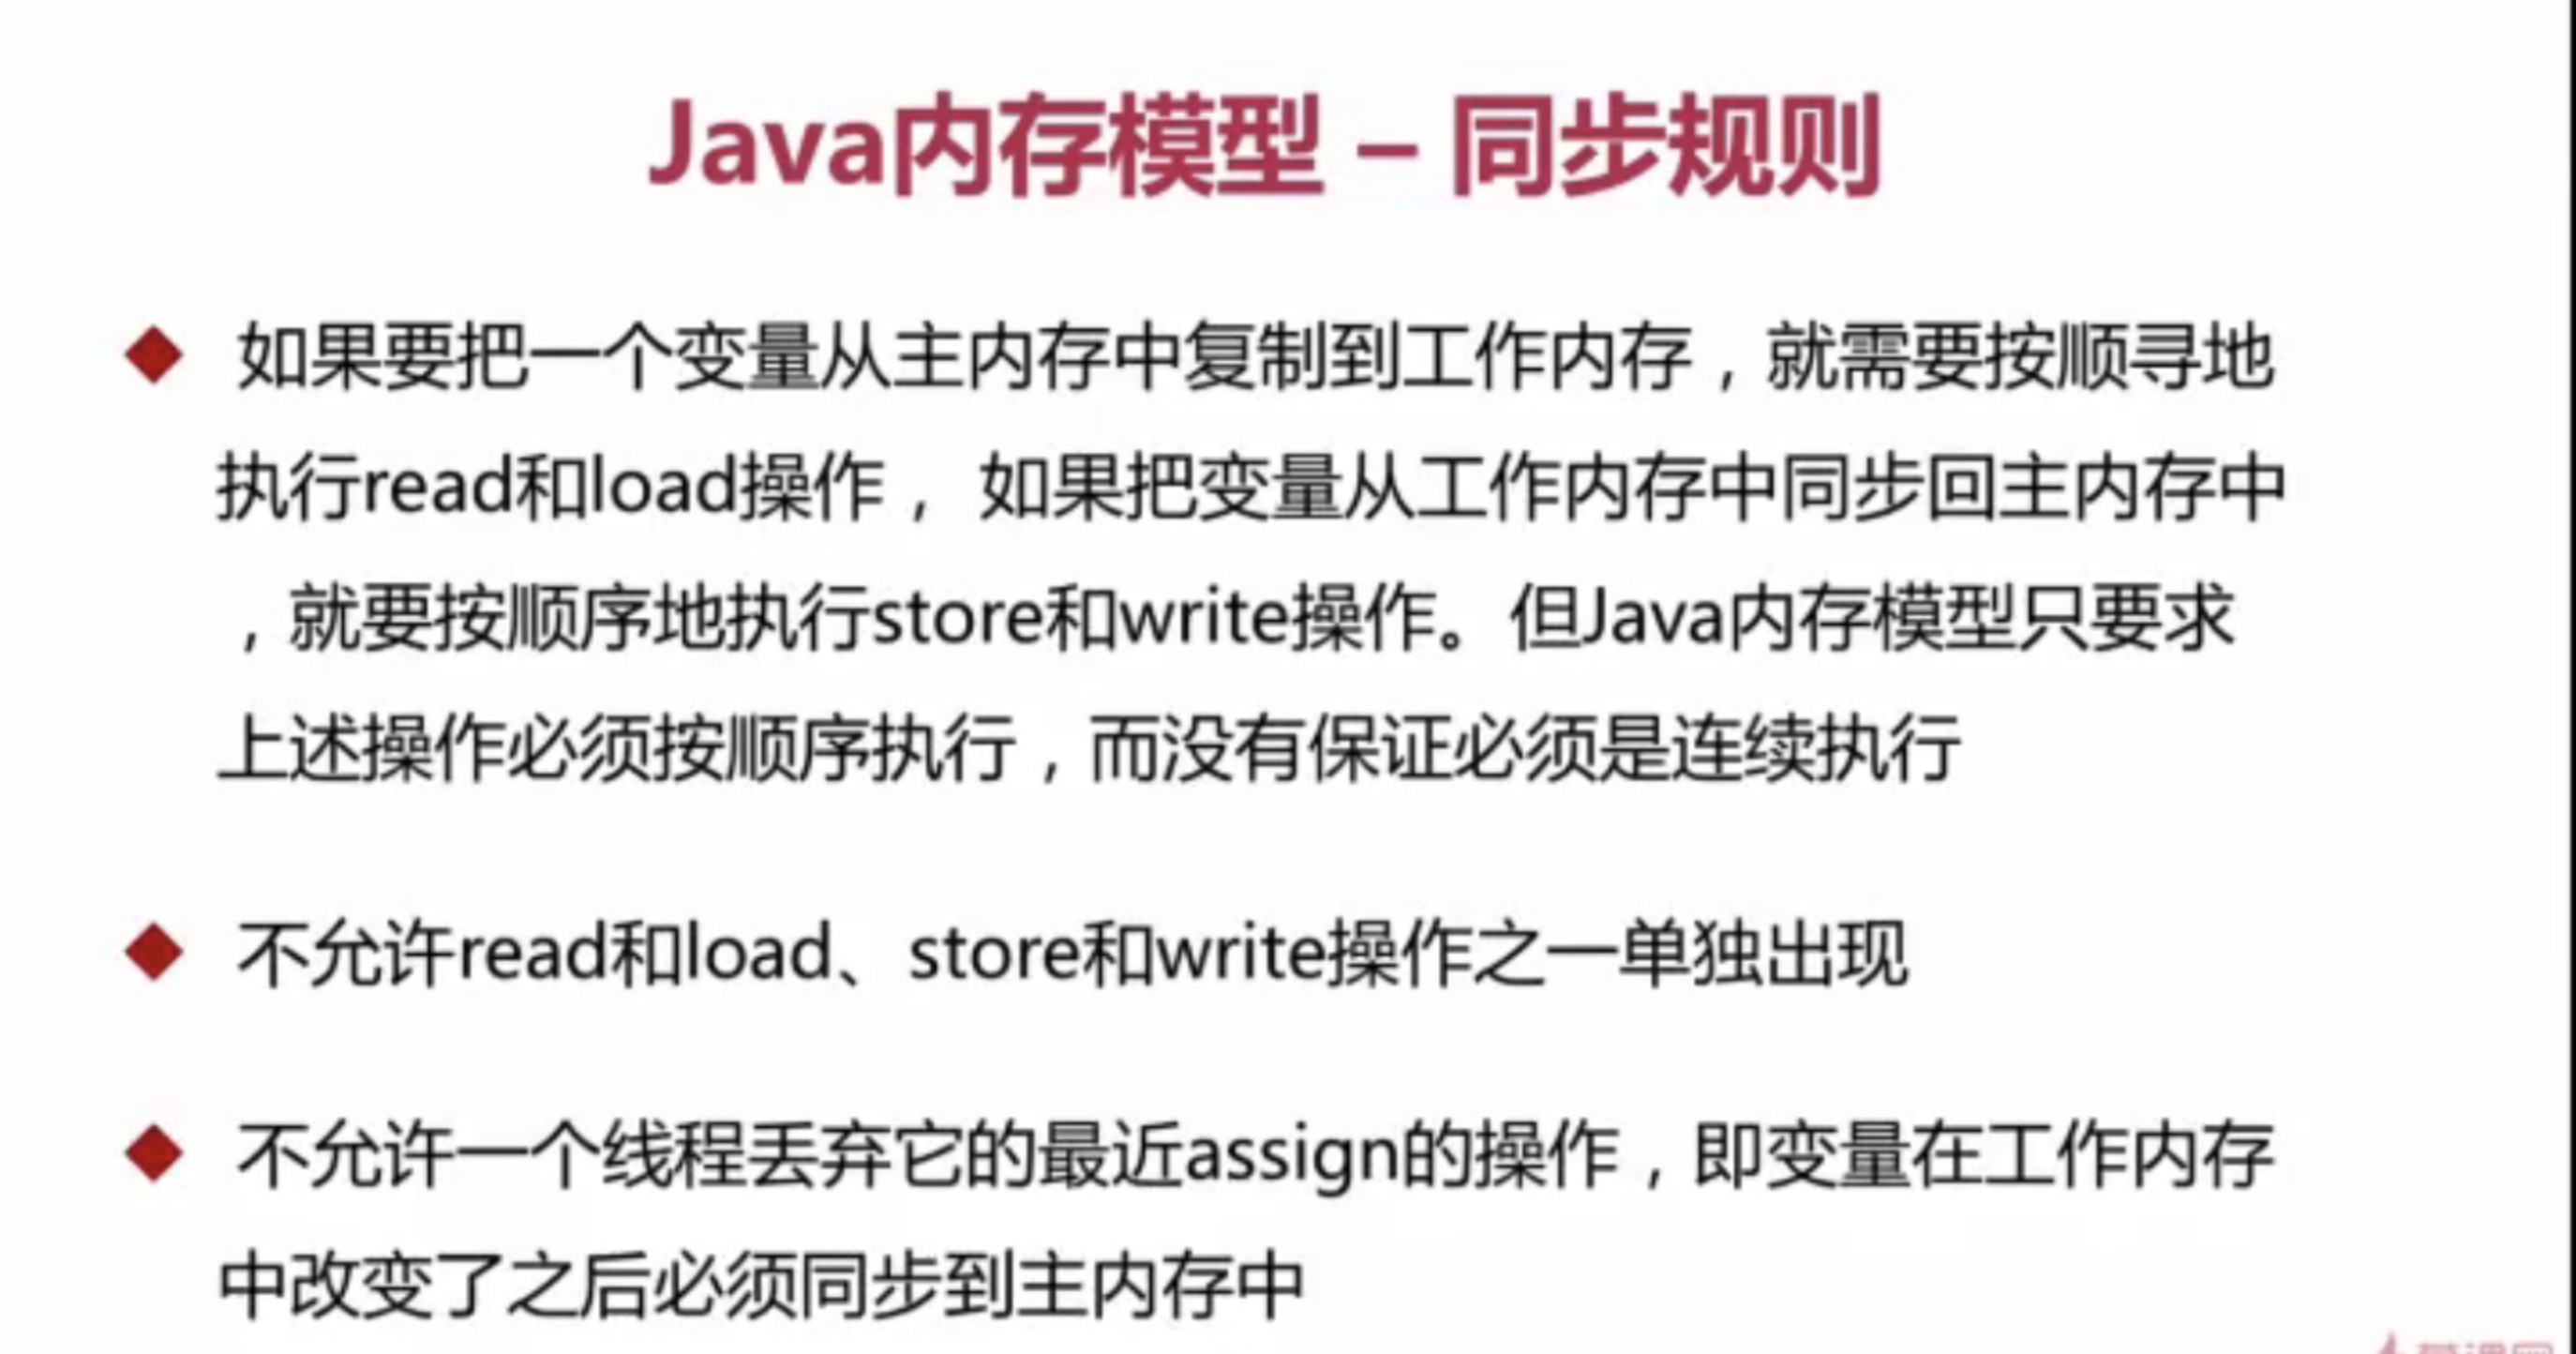 Java内存模型 – 同步规则
如果要把一个变量从主内存中复制到工作内存，就需要按顺寻地
执行read和load操作， 如果把变量从工作内存中同步回主内存中
，就要按顺序地执行store和write操作。但Java内存模型只要求
上述操作必须按顺序执行，而没有保证必须是连续执行
不允许read和load、store和write操作之一单独出现
不允许一个线程丢弃它的最近assign的操作，即变量在工作内存
中改变了之后必须同步到主内存中